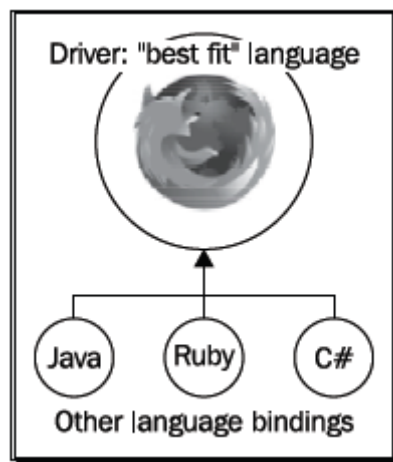 Driver: "best fit" language
Java Ruby C#
Other language bindings